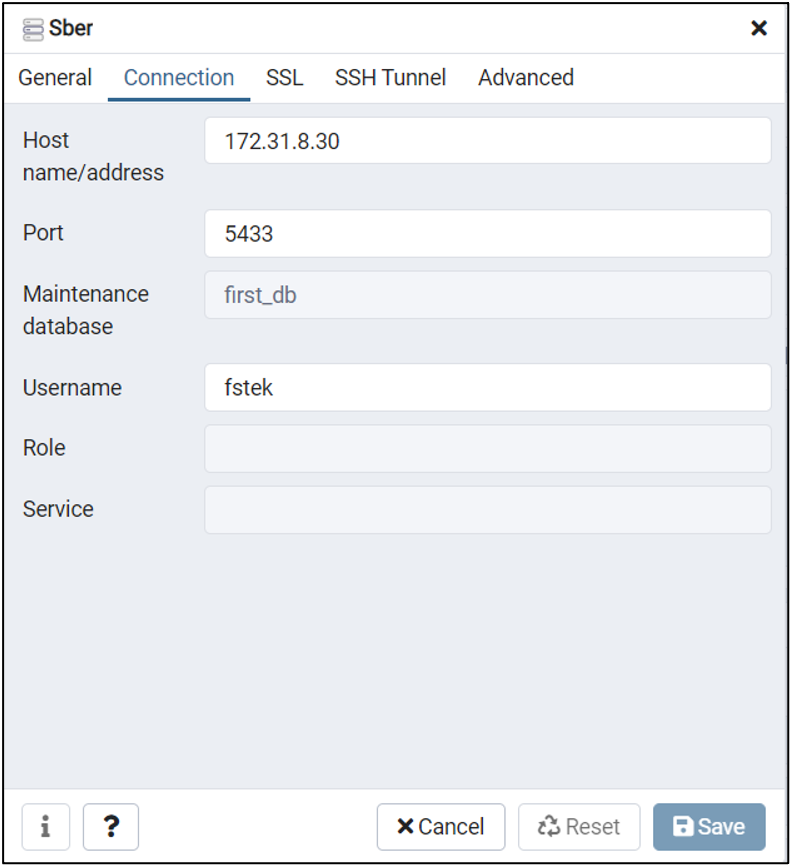 Sber
General Connection SSL SSH Tunnel Advanced
Host
name/address
172.31.8.30
Port
5433
Maintenance
database
first_db
Username
fstek
Role
Service
i ? Cancel Reset Save